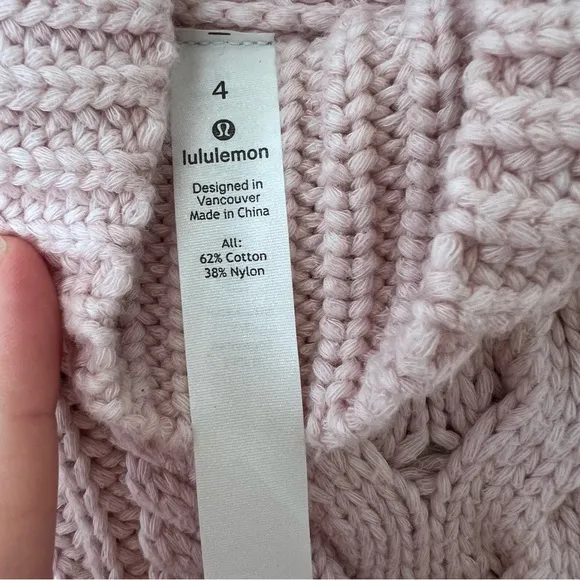 4
lululemon
Designed in
Vancouver
Made in China
All:
62% Cotton
38% Nylon